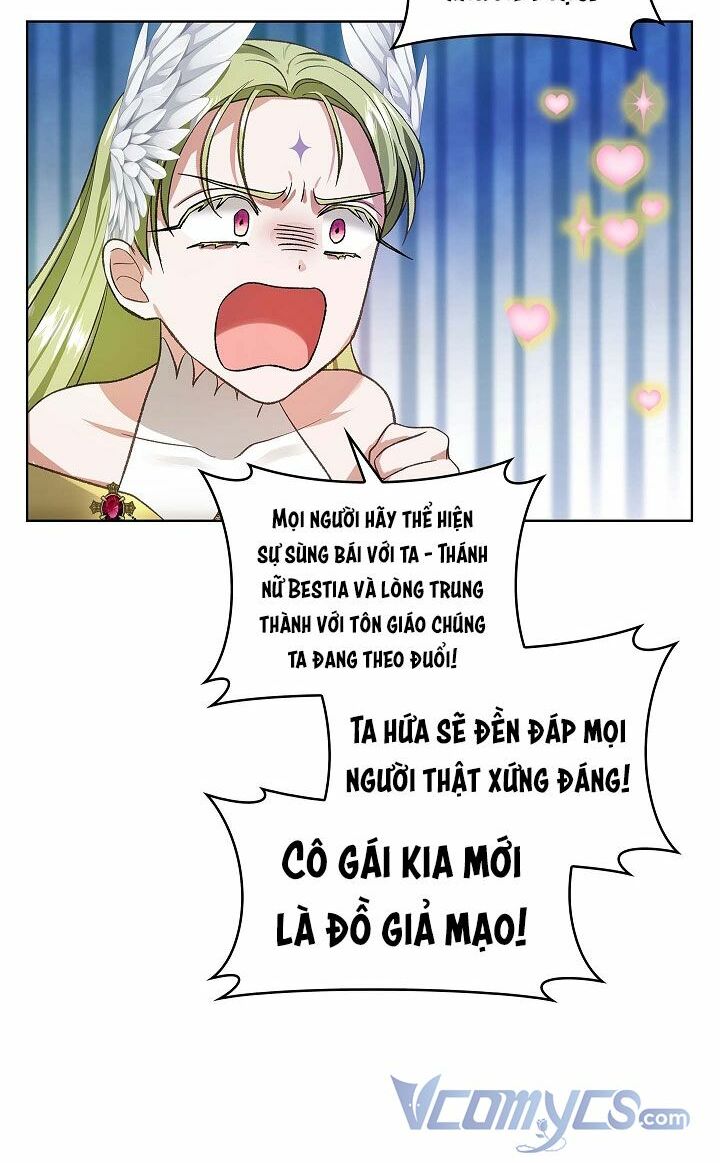 Mọi người hãy thể hiện
sự sùng bái với ta - Thánh
nữ Bestia và lòng trung
thành với tôn giáo chúng
ta đang theo đuổi!
Ta hứa sẽ đền đáp mọi
người thật xứng đáng!
Cô gái kia mới
là đồ giả mạo!
Vcomycs.com